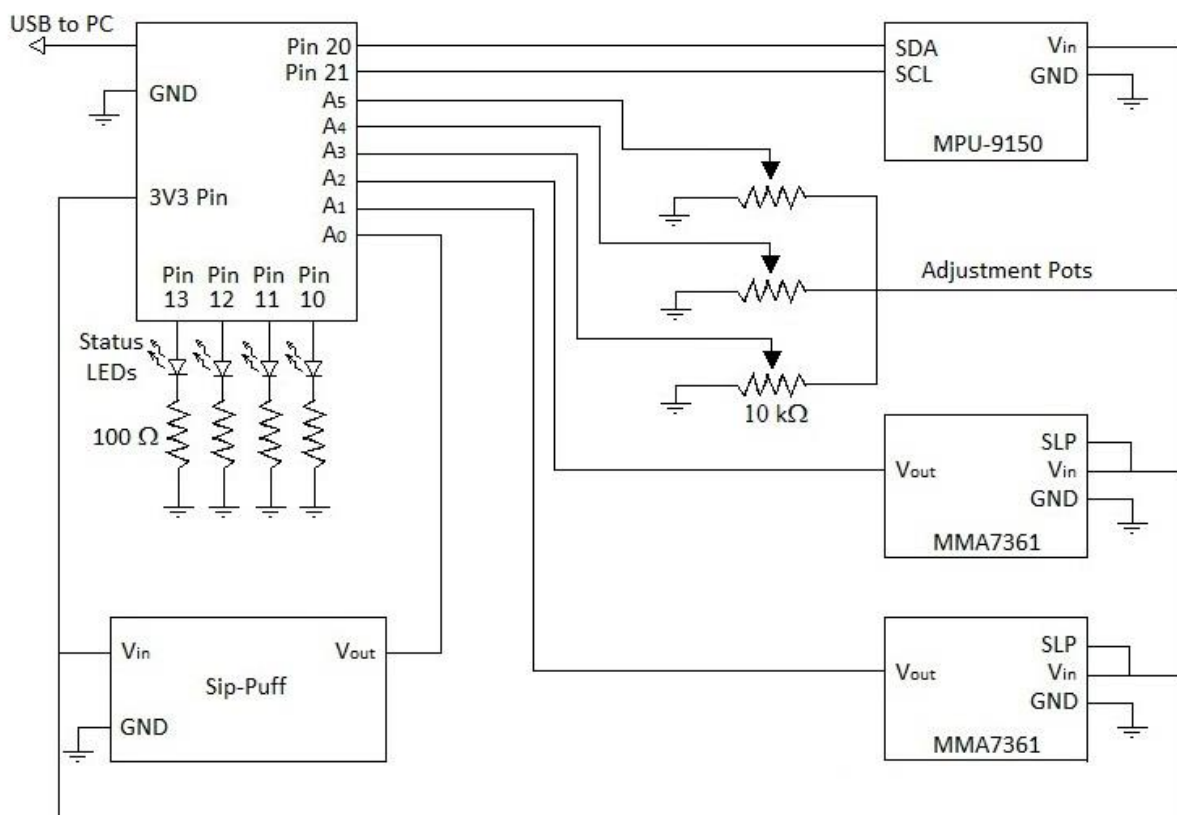 USB to PC
Pin 20
Pin 21
A5
A4
A3
A2
A1
A0
GND
3V3 Pin
Pin 13
Pin 12
Pin 11
Pin 10
Status
LEDs
100 Ω
SDA
SCL
Vin
GND
MPU-9150
Adjustment Pots
10 kΩ
SLP
Vout
Vin
GND
MMA7361
Vin
Vout
Sip-Puff
GND
SLP
Vout
Vin
GND
MMA7361